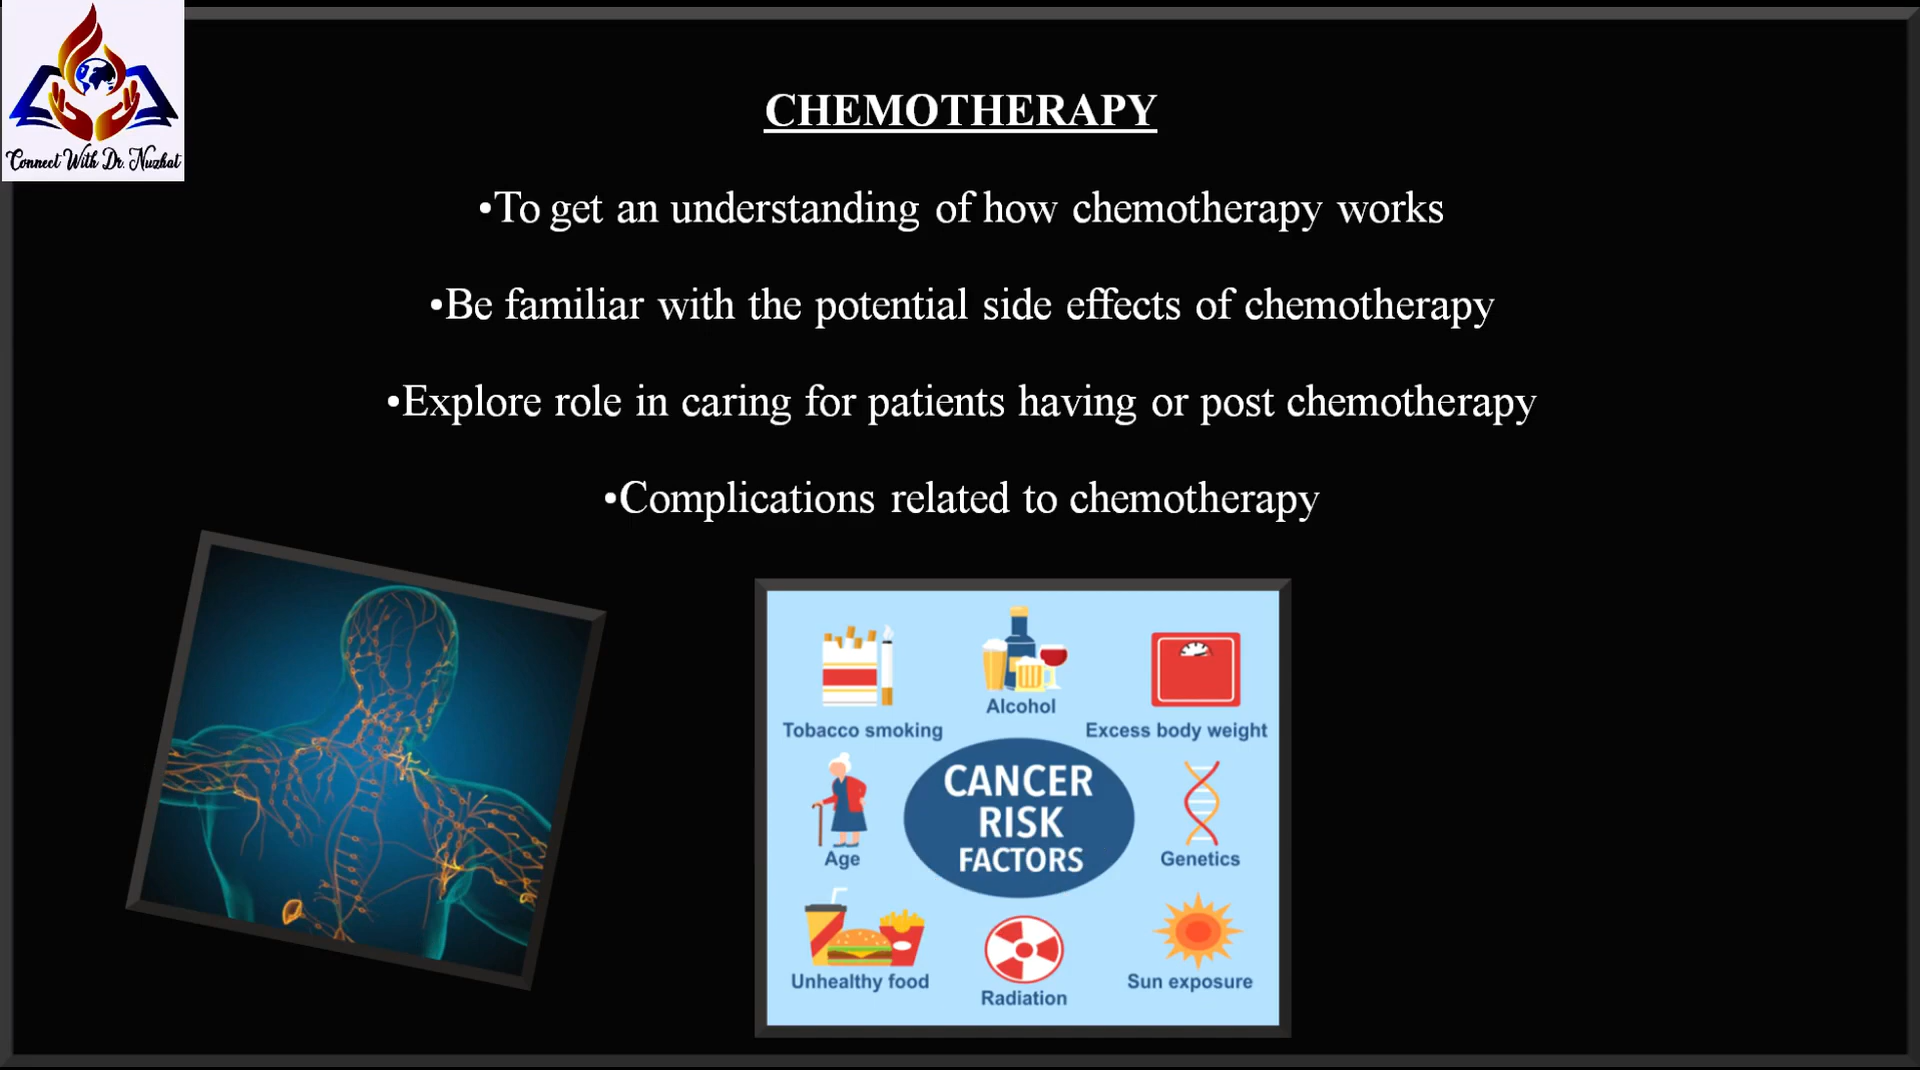 Connect With Dr. Nuzhat
CHEMOTHERAPY
•To get an understanding of how chemotherapy works
•Be familiar with the potential side effects of chemotherapy
•Explore role in caring for patients having or post chemotherapy
•Complications related to chemotherapy
Tobacco smoking
Alcohol
Excess body weight
Age
CANCER
RISK
FACTORS
Genetics
Unhealthy food
Radiation
Sun exposure